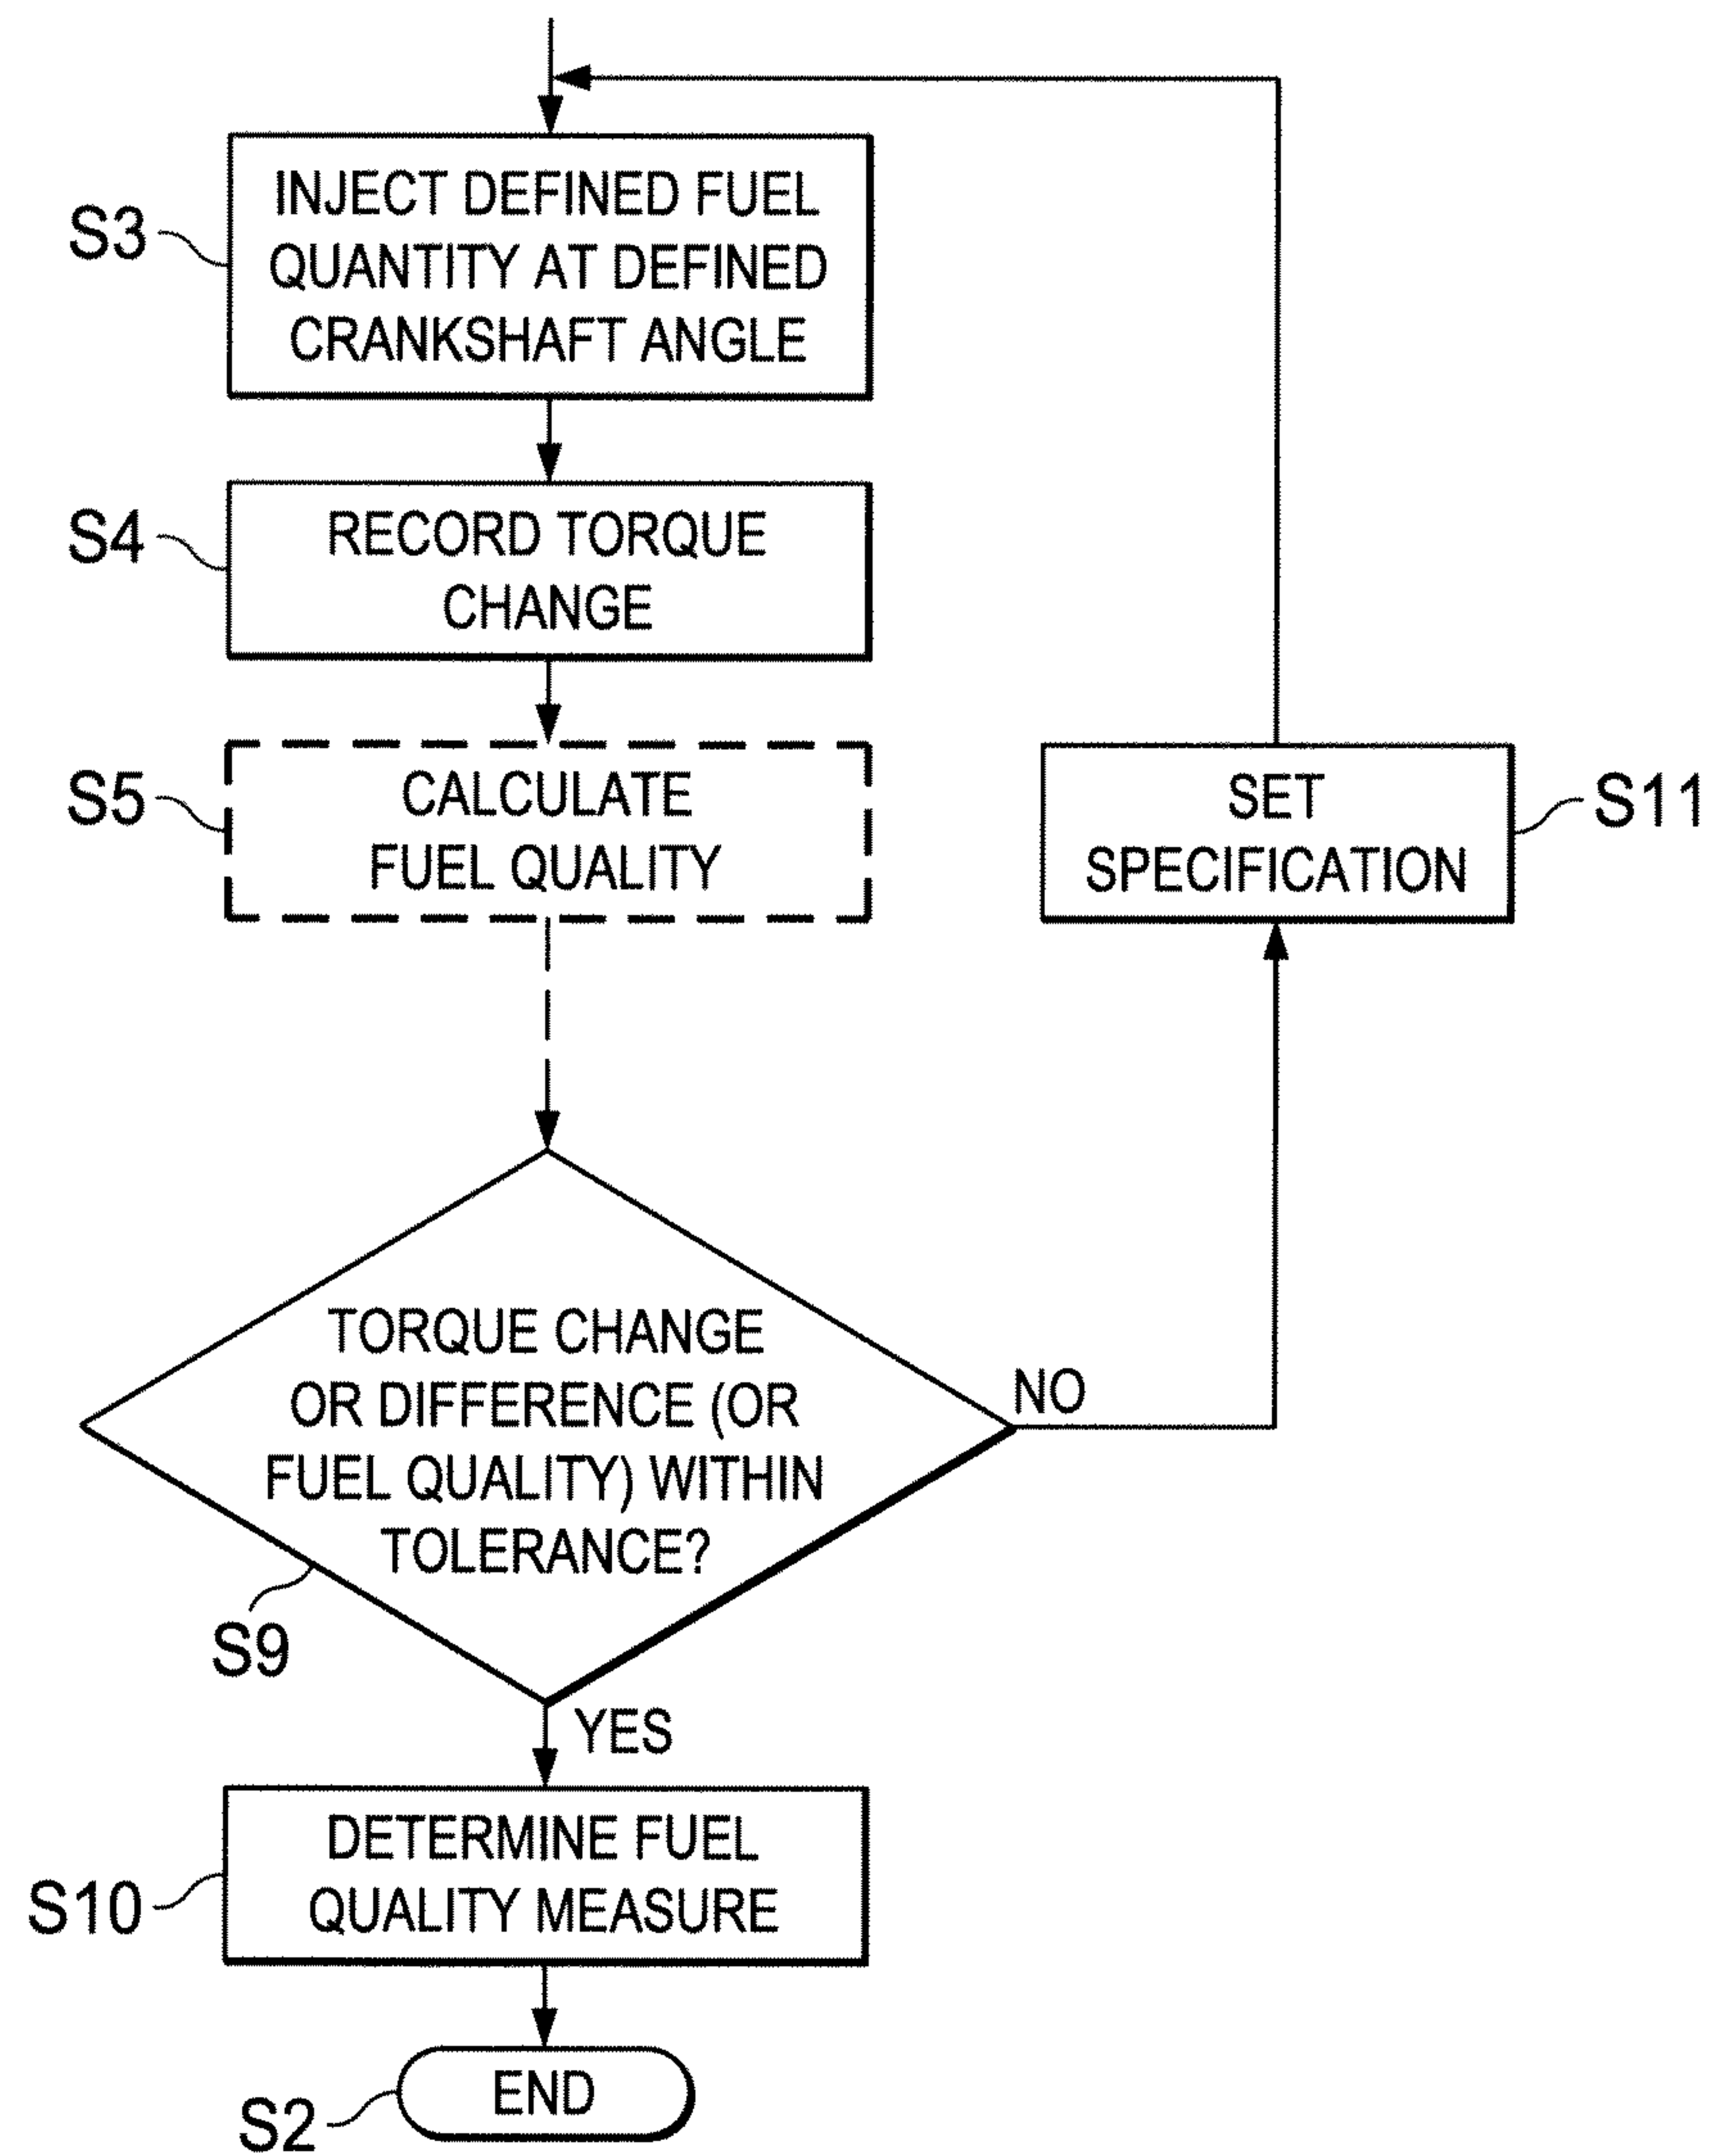 S3
INJECT DEFINED FUEL
QUANTITY AT DEFINED
CRANKSHAFT ANGLE
S4
RECORD TORQUE
CHANGE
S5
CALCULATE
FUEL QUALITY
SET
SPECIFICATION
S11
TORQUE CHANGE
OR DIFFERENCE (OR
FUEL QUALITY) WITHIN
TOLERANCE?
NO
S9
YES
S10
DETERMINE FUEL
QUALITY MEASURE
S2
END